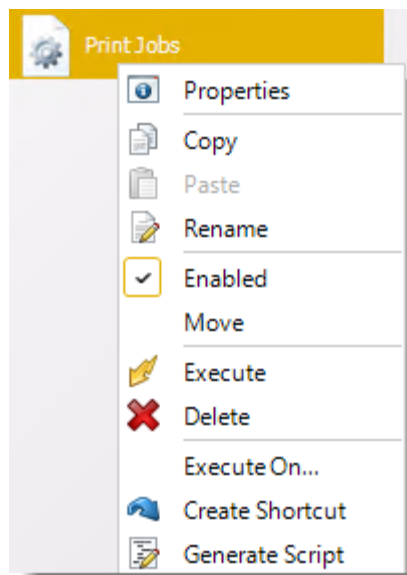 Print Jobs
Properties
Copy
Paste
Rename
Enabled
Move
Execute
Delete
Execute On...
Create Shortcut
Generate Script